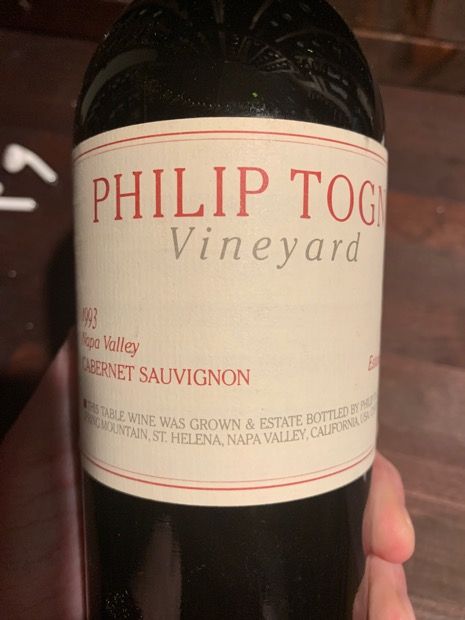 PHILIP TOGN
Vineyard
1993
Napa Valley
CABERNET SAUVIGNON
THIS TABLE WINE WAS GROWN & ESTATE BOTTLED BY PHILIP
SPRING MOUNTAIN, ST. HELENA, NAPA VALLEY, CALIFORNIA, USA